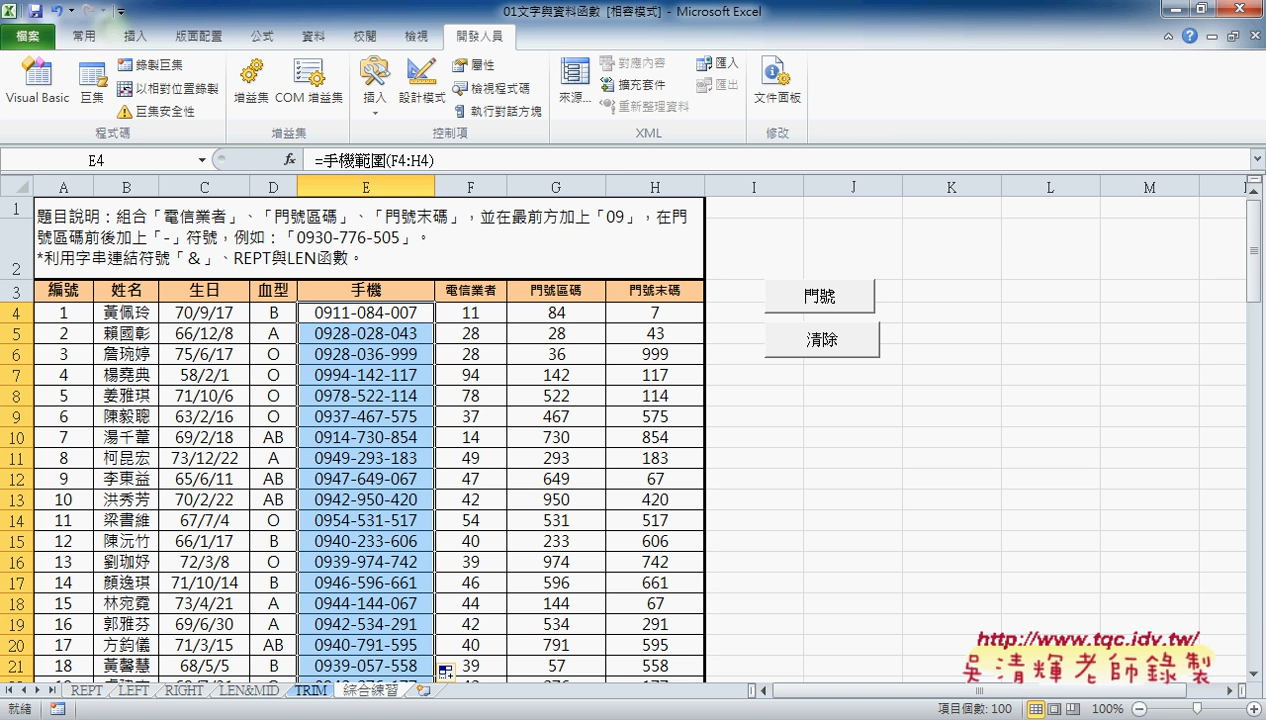 01文字與資料函數 [相容模式] - Microsoft Excel
檔案 常用 插入 版面配置 公式 資料 校閱 檢視 開發人員
Visual Basic 巨集 錄製巨集 以相對位置錄製 巨集安全性 程式碼
增益集 COM 增益集 增益集
插入 設計模式 屬性 檢視程式碼 執行對話方塊 控制項
來源... 對應內容 擴充套件 重新整理資料 匯入 匯出 XML
文件面板 修改
E4 fx =手機範圍(F4:H4)
A B C D E F G H I J K L M
1 題目說明：組合「電信業者」、「門號區碼」、「門號末碼」，並在最前方加上「09」，在門
號區碼前後加上「-」符號，例如：「0930-776-505」。
2 *利用字串連結符號「&」、REPT與LEN函數。
3 編號 姓名 生日 血型 手機 電信業者 門號區碼 門號末碼
門號
清除
4 1 黃佩玲 70/9/17 B 0911-084-007 11 84 7
5 2 賴國彰 66/12/8 A 0928-028-043 28 28 43
6 3 詹琬婷 75/6/17 O 0928-036-999 28 36 999
7 4 楊堯典 58/2/1 O 0994-142-117 94 142 117
8 5 姜雅琪 71/10/6 O 0978-522-114 78 522 114
9 6 陳毅聰 63/2/16 O 0937-467-575 37 467 575
10 7 湯千葦 69/2/18 AB 0914-730-854 14 730 854
11 8 柯昆宏 73/12/22 A 0949-293-183 49 293 183
12 9 李東益 65/6/11 AB 0947-649-067 47 649 67
13 10 洪秀芳 70/2/22 AB 0942-950-420 42 950 420
14 11 梁書維 67/7/4 O 0954-531-517 54 531 517
15 12 陳沅竹 66/1/17 B 0940-233-606 40 233 606
16 13 劉珈妤 72/3/8 O 0939-974-742 39 974 742
17 14 顏逸琪 71/10/14 B 0946-596-661 46 596 661
18 15 林宛霓 73/4/21 A 0944-144-067 44 144 67
19 16 郭雅芬 69/6/30 A 0942-534-291 42 534 291
20 17 方鈞儀 71/3/15 AB 0940-791-595 40 791 595
21 18 黃馨慧 68/5/5 B 0939-057-558 39 57 558
http://www.tqc.idv.tw/
吳清輝老師錄製
REPT LEFT RIGHT LEN&MID TRIM 綜合練習
就緒 項目個數: 100 100%